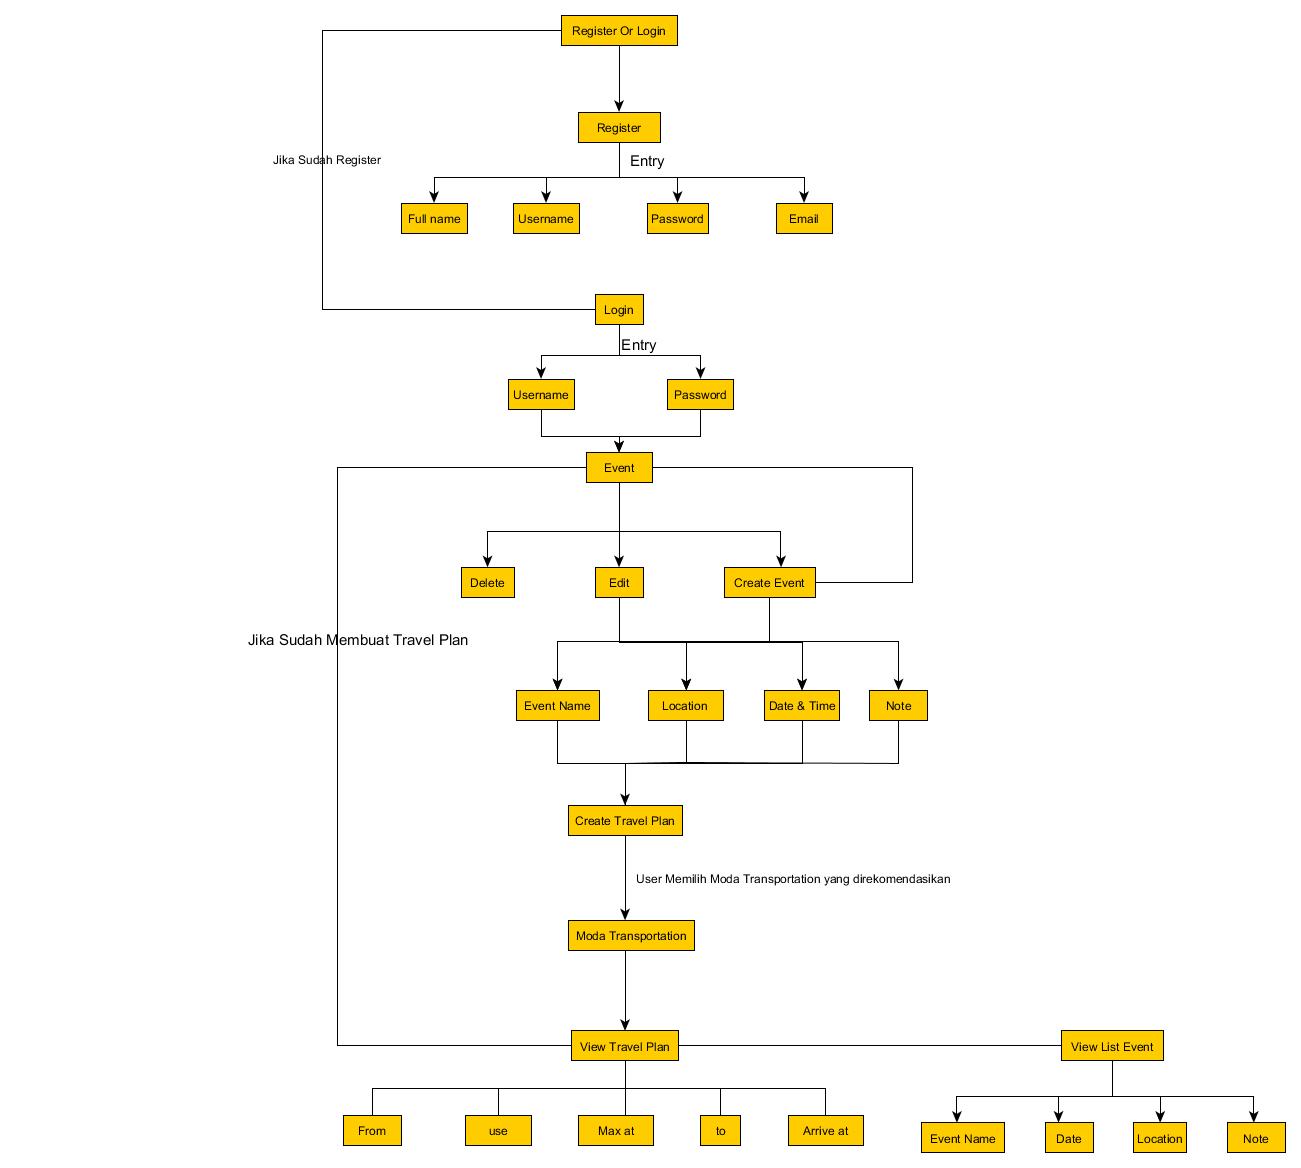 Register Or Login
Register
Jika Sudah Register
Entry
Full name
Username
Password
Email
Login
Entry
Username
Password
Event
Delete
Edit
Create Event
Jika Sudah Membuat Travel Plan
Event Name
Location
Date & Time
Note
Create Travel Plan
User Memilih Moda Transportation yang direkomendasikan
Moda Transportation
View Travel Plan
View List Event
From
use
Max at
to
Arrive at
Event Name
Date
Location
Note